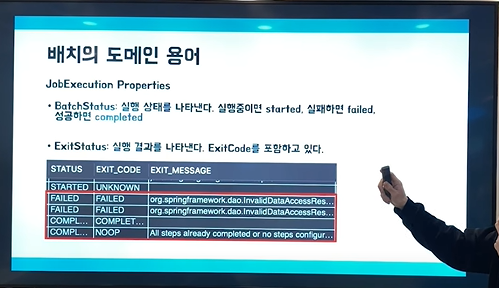 배치의 도메인 용어
JobExecution Properties
• BatchStatus: 실행 상태를 나타낸다. 실행중이면 started, 실패하면 failed,
성공하면 completed
• ExitStatus: 실행 결과를 나타낸다. ExitCode를 포함하고 있다.
STATUS EXIT_CODE EXIT_MESSAGE
STARTED UNKNOWN
FAILED FAILED org.springframework.dao.InvalidDataAccessRes...
FAILED FAILED org.springframework.dao.InvalidDataAccessRes...
COMPL... COMPLET...
COMPL... NOOP All steps already completed or no steps configur...